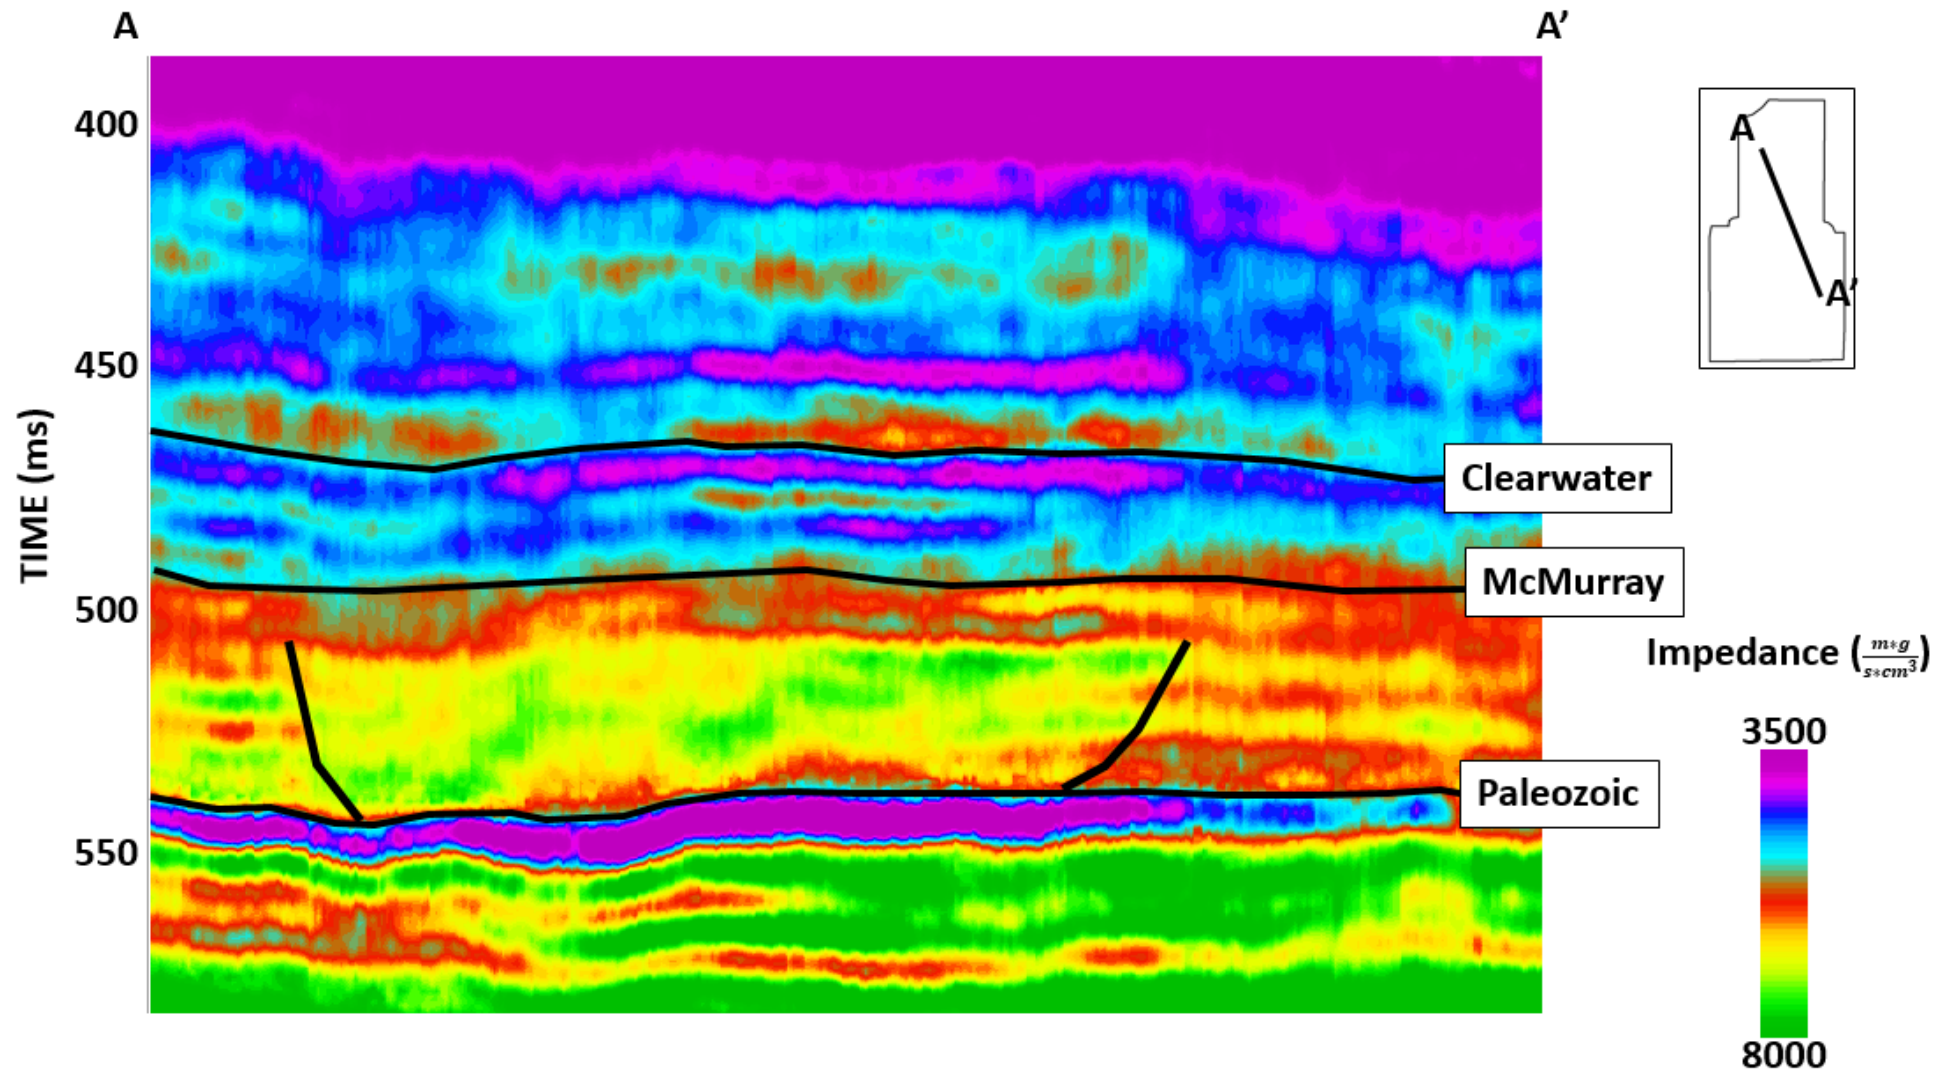 A
A’
400
450
500
550
TIME (ms)
A
A’
Clearwater
McMurray
Paleozoic
Impedance (m*g/s*cm³)
3500
8000